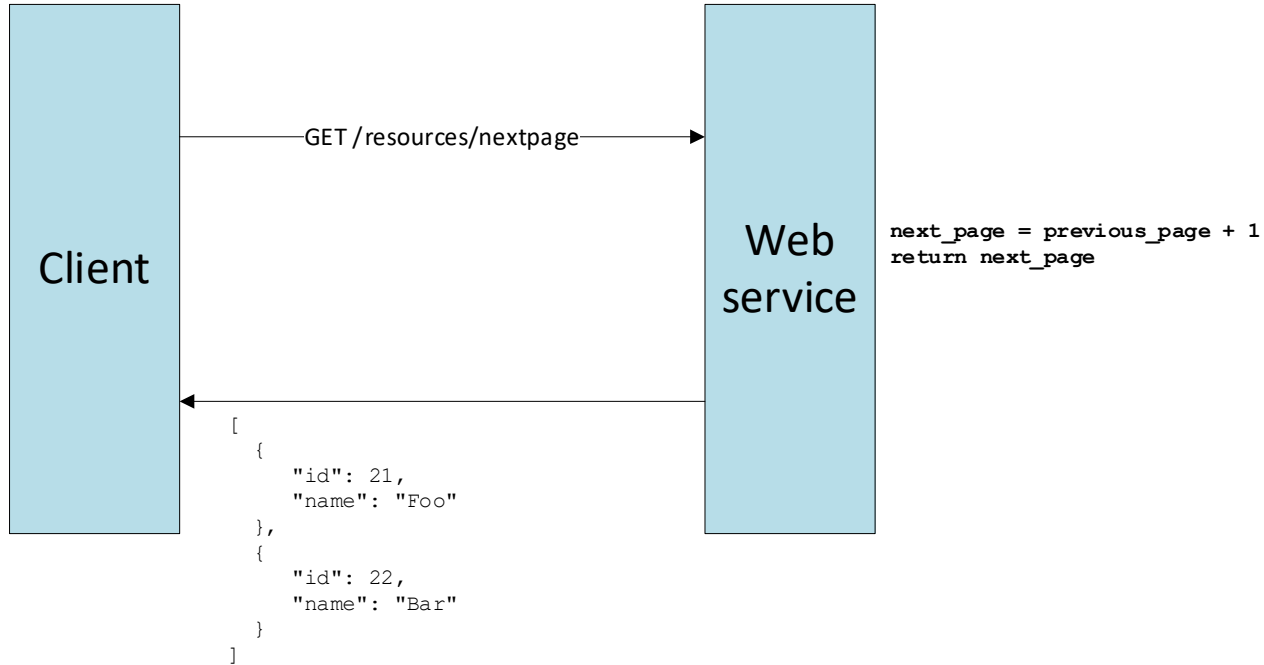 GET /resources/nextpage
Client
Web
service
next_page = previous_page + 1
return next_page
[
{
"id": 21,
"name": "Foo"
},
{
"id": 22,
"name": "Bar"
}
]